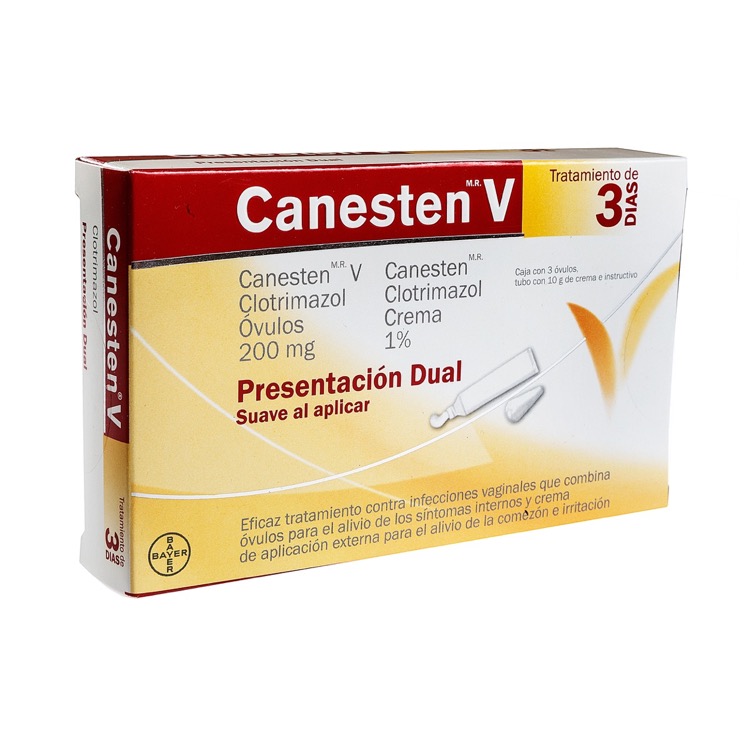 Presentación Dual
Canesten M.R. V
Tratamiento de
3 DIAS
Canesten M.R. V
Clotrimazol
Óvulos
200 mg
Canesten M.R.
Clotrimazol
Crema
1%
Caja con 3 óvulos,
tubo con 10 g de crema e instructivo
Presentación Dual
Suave al aplicar
Eficaz tratamiento contra infecciones vaginales que combina
óvulos para el alivio de los síntomas internos y crema
de aplicación externa para el alivio de la comezón e irritación
BAYER
BAYER
Canesten® V
Clotrimazol
Presentación Dual
Tratamiento de
3 DIAS